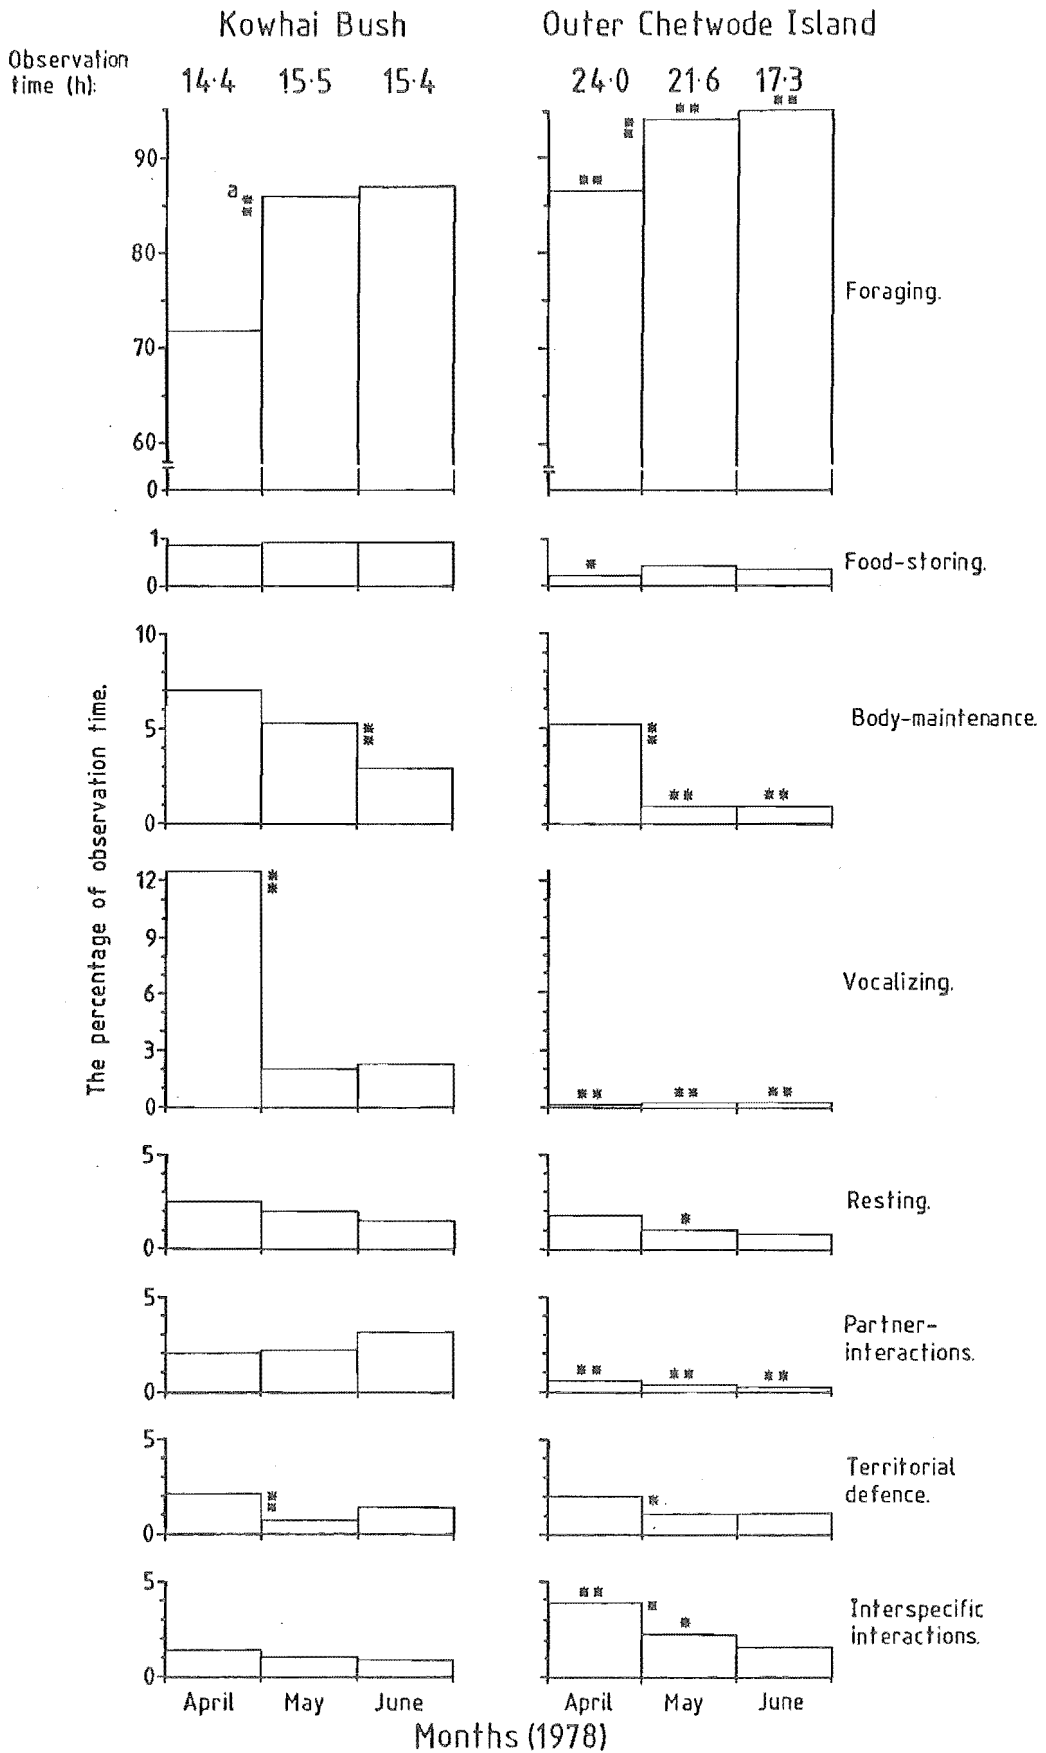 Kowhai Bush
Outer Chetwode Island
Observation
time (h):
14·4 15·5 15·4
24·0 21·6 17·3
90
80
70
60
0
a
**
**
**
**
**
Foraging.
1
0
*
Food-storing.
10
5
0
**
**
**
**
Body-maintenance.
The percentage of observation time.
12
9
6
3
0
**
**
**
**
Vocalizing.
5
0
*
Resting.
5
0
**
**
**
Partner-
interactions.
5
0
**
*
Territorial
defence.
5
0
**
*
*
Interspecific
interactions.
April May June
April May June
Months (1978)